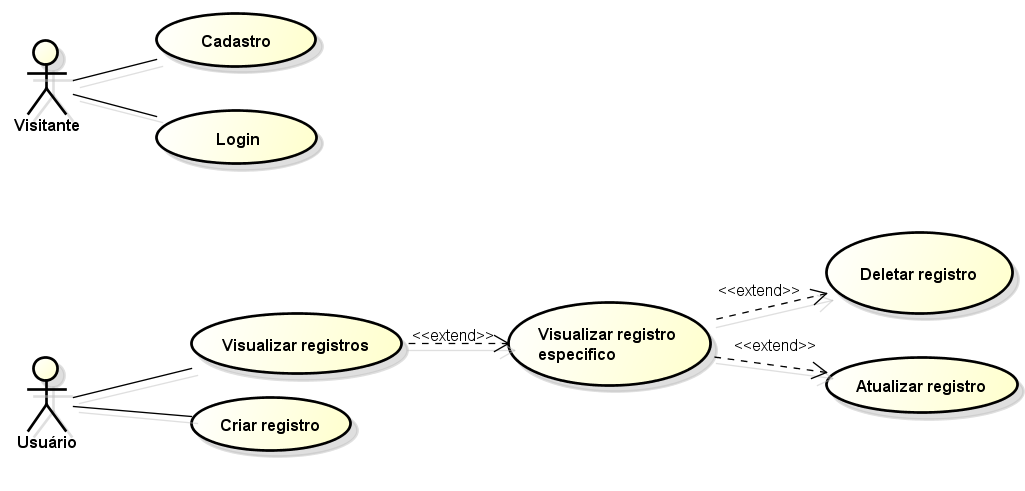 Cadastro
Visitante
Login
Deletar registro
<<extend>>
<<extend>>
Visualizar registros
<<extend>>
Visualizar registro
especifico
Atualizar registro
Criar registro
Usuário